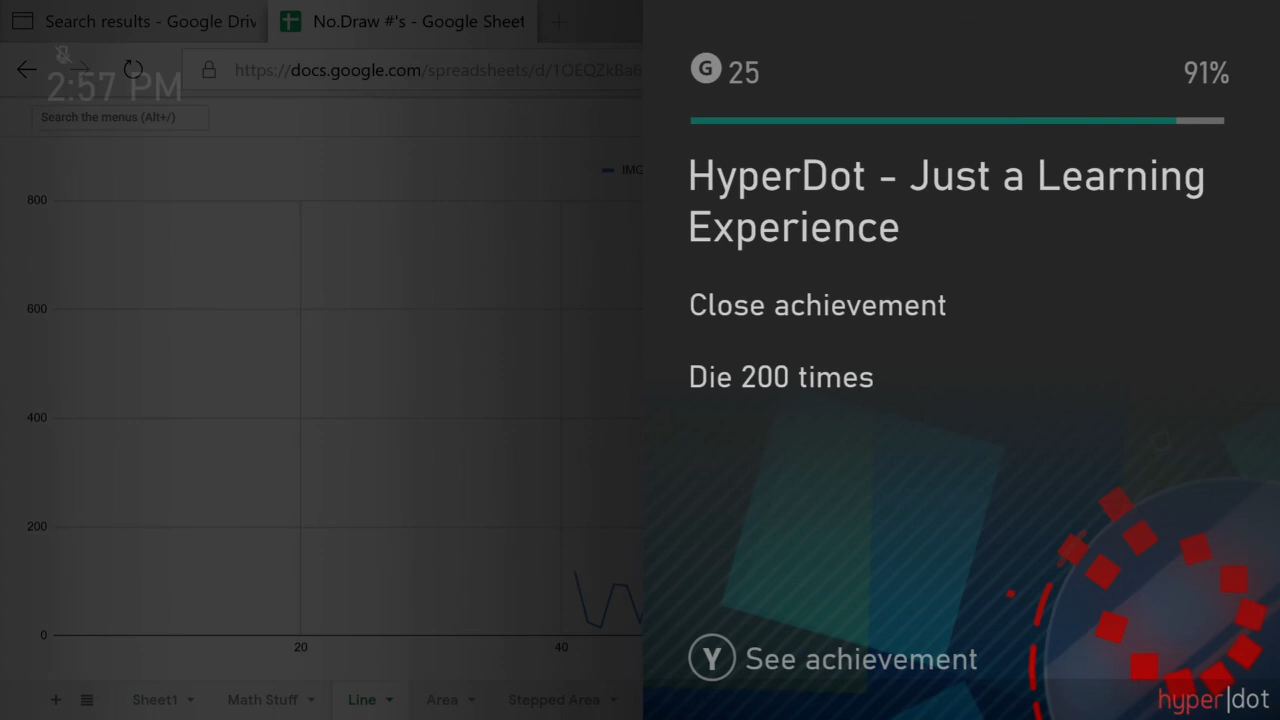 Search results - Google Driv
No.Draw #'s - Google Sheet
2:57 PM
https://docs.google.com/spreadsheets/d/1OEQZkBa6
Search the menus (Alt+/)
IMG
800
600
400
200
0
20
40
Sheet1
Math Stuff
Line
Area
Stepped Area
G 25
91%
HyperDot - Just a Learning
Experience
Close achievement
Die 200 times
Y See achievement
hyper|dot